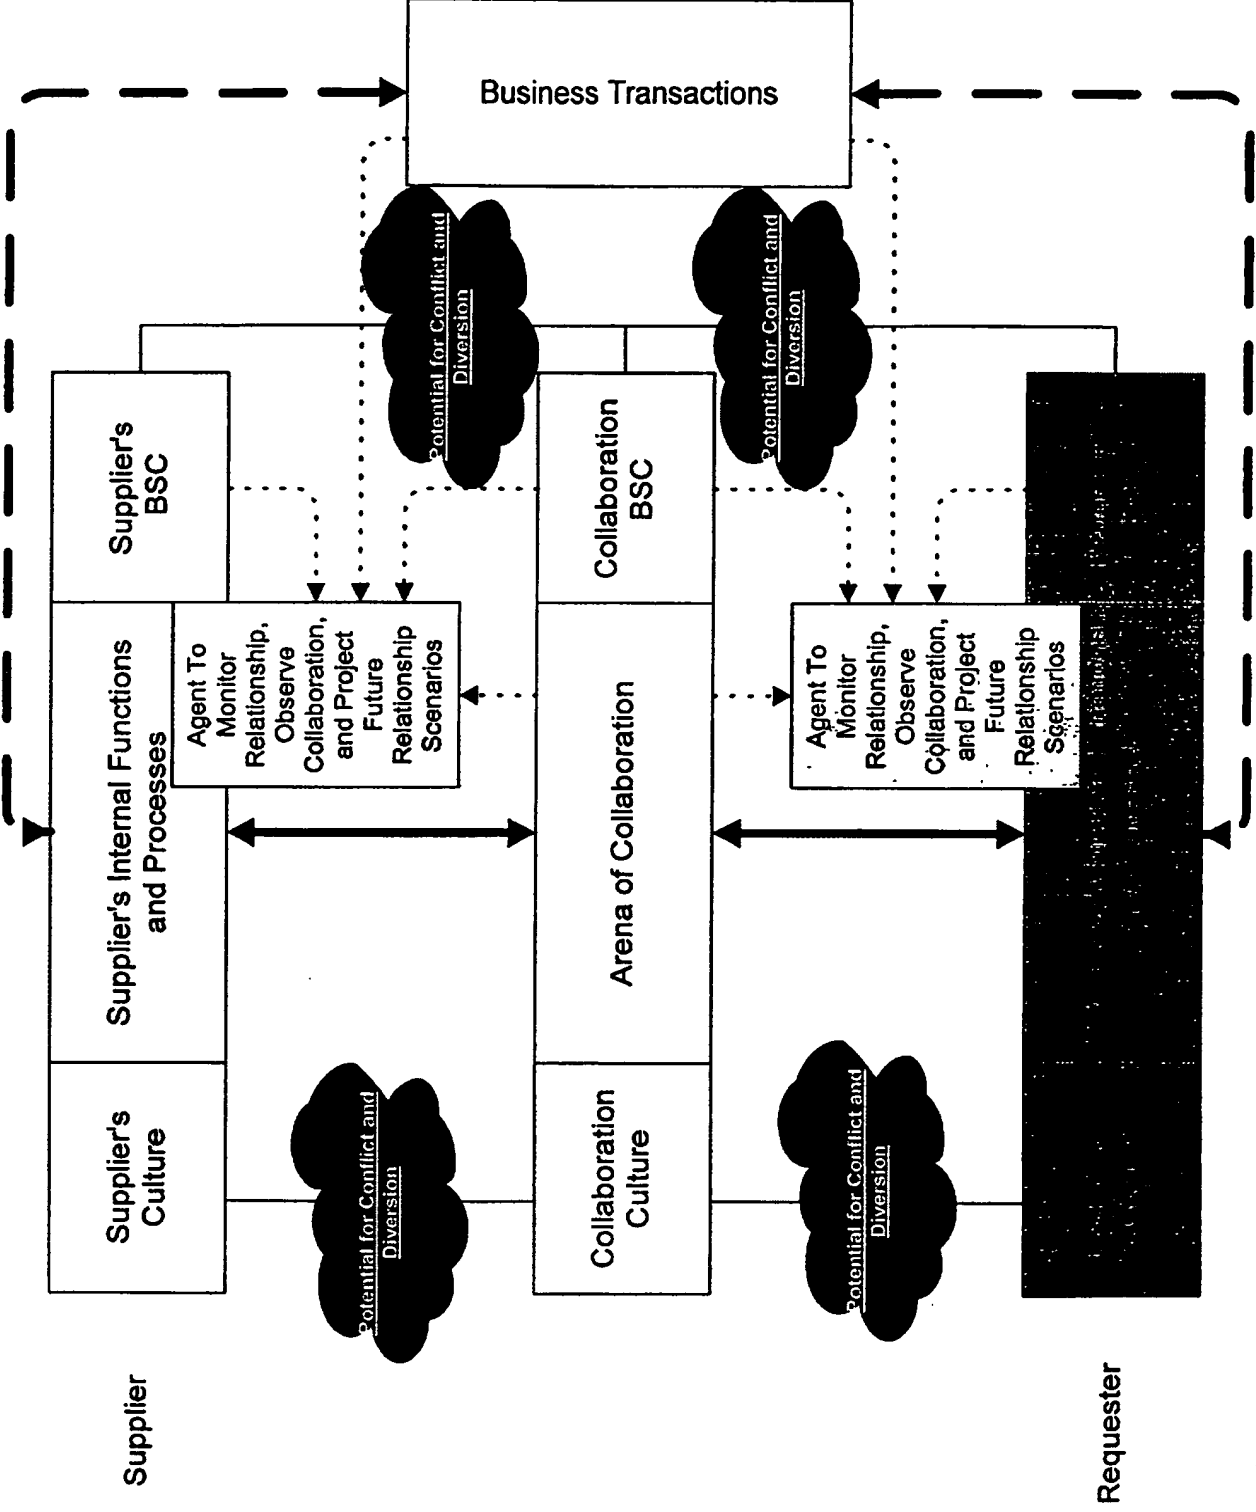 Business Transactions
Potential for Conflict and
Diversion
Potential for Conflict and
Diversion
Supplier's
BSC
Collaboration
BSC
Supplier's Internal Functions
and Processes
Agent To
Monitor
Relationship,
Observe
Collaboration,
and Project
Future
Relationship
Scenarios
Arena of Collaboration
Agent To
Monitor
Relationship,
Observe
Collaboration,
and Project
Future
Relationship
Scenarios
Supplier's
Culture
Potential for Conflict and
Diversion
Collaboration
Culture
Potential for Conflict and
Diversion
Supplier
Requester